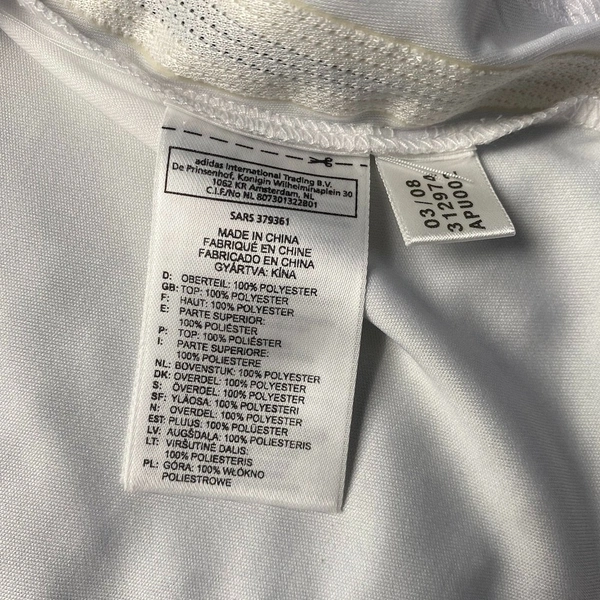 adidas International Trading B.V.
De Prinsenhof, Konigin Wilhelminaplein 30
1062 KR Amsterdam, NL
C.I.F./No NL 807301322B01
SARS 379361
MADE IN CHINA
FABRIQUÉ EN CHINE
FABRICADO EN CHINA
GYÁRTVA: KÍNA
D: OBERTEIL: 100% POLYESTER
GB: TOP: 100% POLYESTER
F: HAUT: 100% POLYESTER
E: PARTE SUPERIOR:
100% POLIÉSTER
P: TOP: 100% POLIÉSTER
I: PARTE SUPERIORE:
100% POLIESTERE
NL: BOVENSTUK: 100% POLYESTER
DK: OVERDEL: 100% POLYESTER
S: ÖVERDEL: 100% POLYESTER
SF: YLÄOSA: 100% POLYESTERI
N: OVERDEL: 100% POLYESTER
EST: PLUUS: 100% POLÜESTER
LV: AUGŠDAĻA: 100% POLIESTERIS
LT: VIRŠUTINĖ DALIS:
100% POLIESTERIS
PL: GÓRA: 100% WŁÓKNO
POLIESTROWE
03/08
31297
APU00